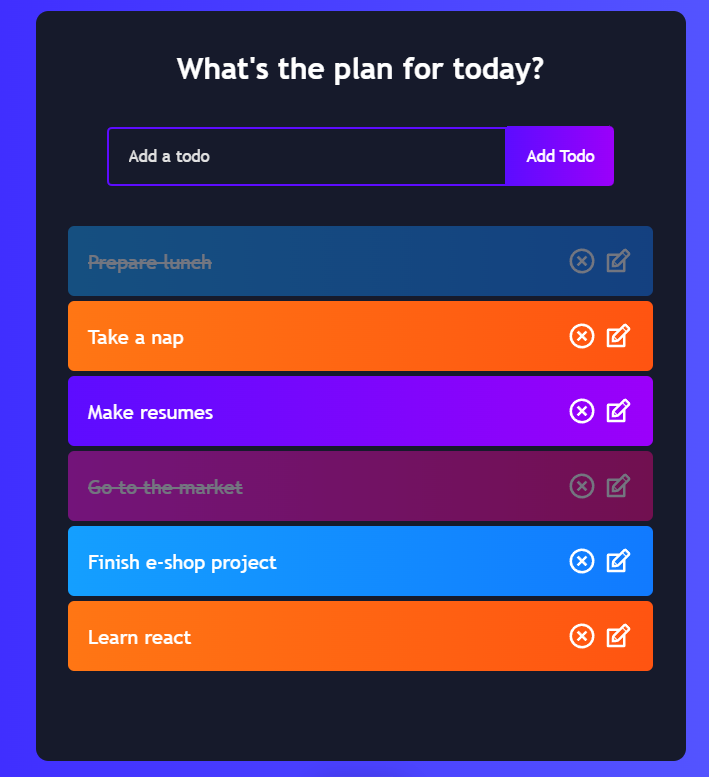 What's the plan for today?
Add a todo
Add Todo
Prepare lunch
Take a nap
Make resumes
Go to the market
Finish e-shop project
Learn react